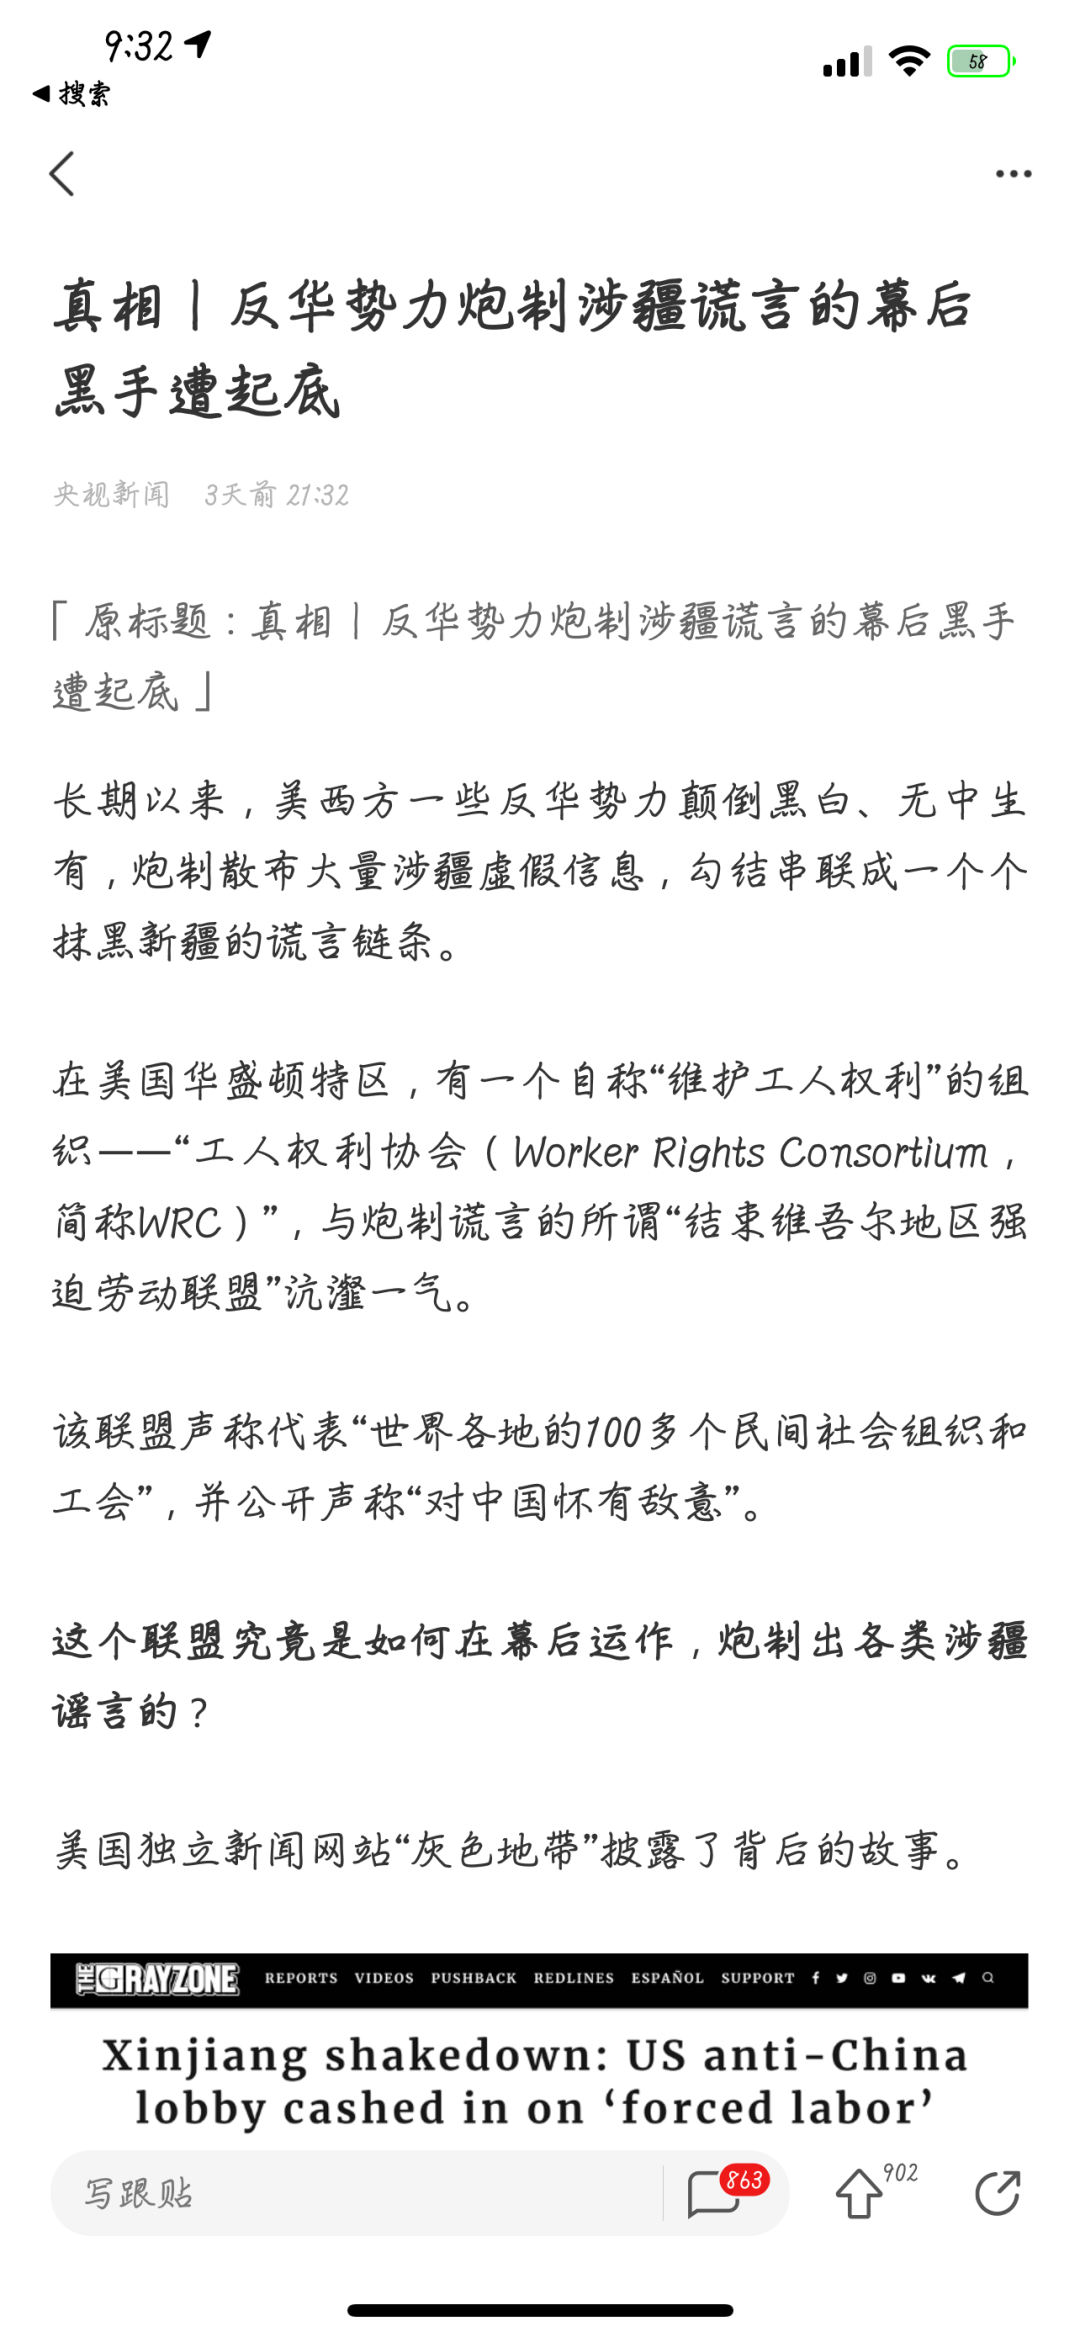 9:32
58
◀ 搜索
真相丨反华势力炮制涉疆谎言的幕后
黑手遭起底
央视新闻 3天前 21:32
「 原标题：真相丨反华势力炮制涉疆谎言的幕后黑手
遭起底 」
长期以来，美西方一些反华势力颠倒黑白、无中生
有，炮制散布大量涉疆虚假信息，勾结串联成一个个
抹黑新疆的谎言链条。
在美国华盛顿特区，有一个自称“维护工人权利”的组
织——“工人权利协会（Worker Rights Consortium，
简称WRC）”，与炮制谎言的所谓“结束维吾尔地区强
迫劳动联盟”沆瀣一气。
该联盟声称代表“世界各地的100多个民间社会组织和
工会”，并公开声称“对中国怀有敌意”。
这个联盟究竟是如何在幕后运作，炮制出各类涉疆
谣言的？
美国独立新闻网站“灰色地带”披露了背后的故事。
THE GRAYZONE REPORTS VIDEOS PUSHBACK REDLINES ESPAÑOL SUPPORT
Xinjiang shakedown: US anti-China
lobby cashed in on ‘forced labor’
写跟贴 863 902